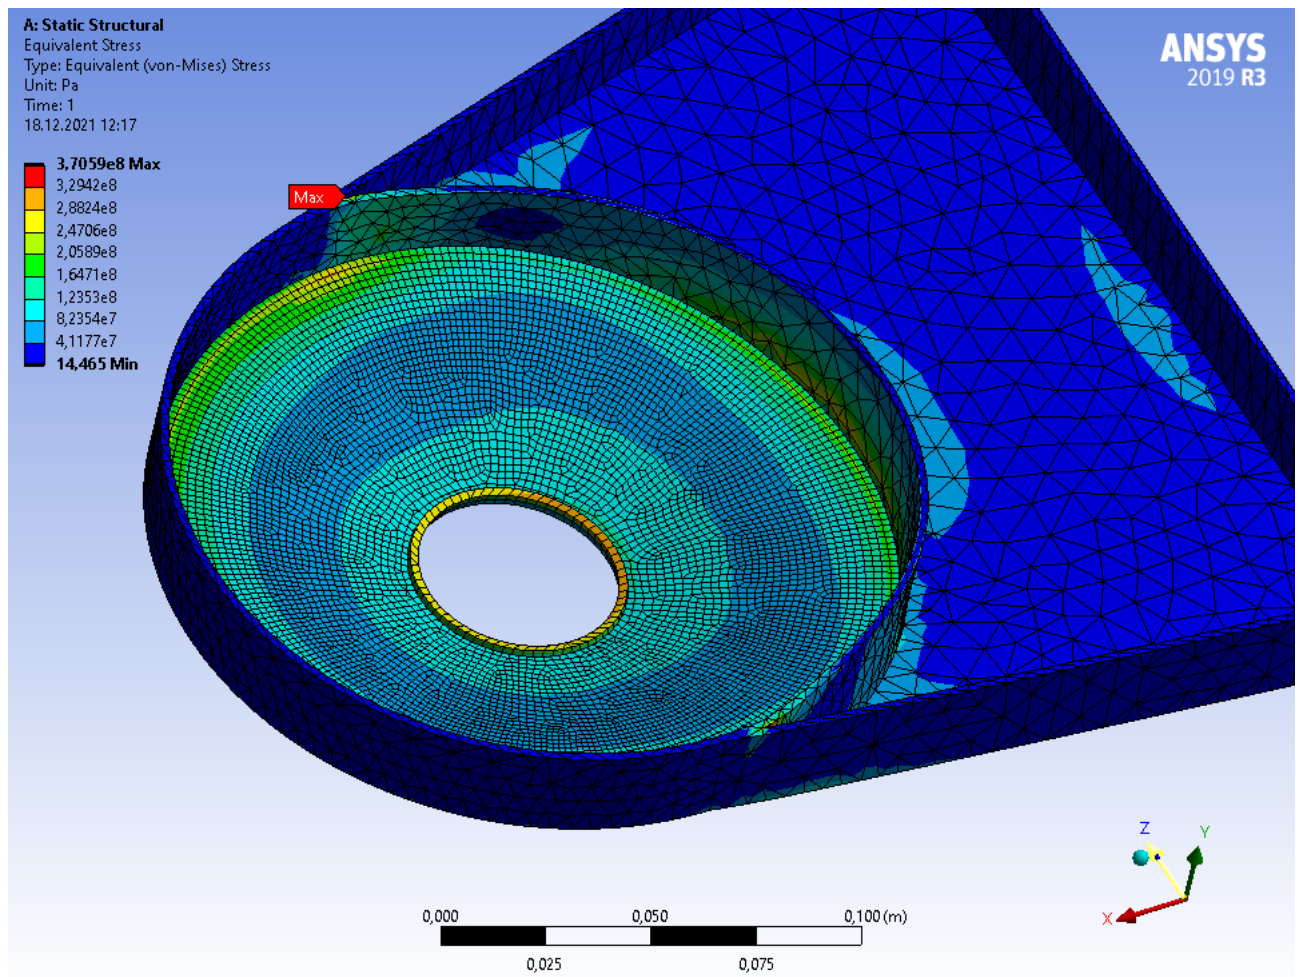 A: Static Structural
Equivalent Stress
Type: Equivalent (von-Mises) Stress
Unit: Pa
Time: 1
18.12.2021 12:17
ANSYS
2019 R3
3,7059e8 Max
3,2942e8
2,8824e8
2,4706e8
2,0589e8
1,6471e8
1,2353e8
8,2354e7
4,1177e7
14,465 Min
Max
Z
Y
X
0,000
0,050
0,100 (m)
0,025
0,075